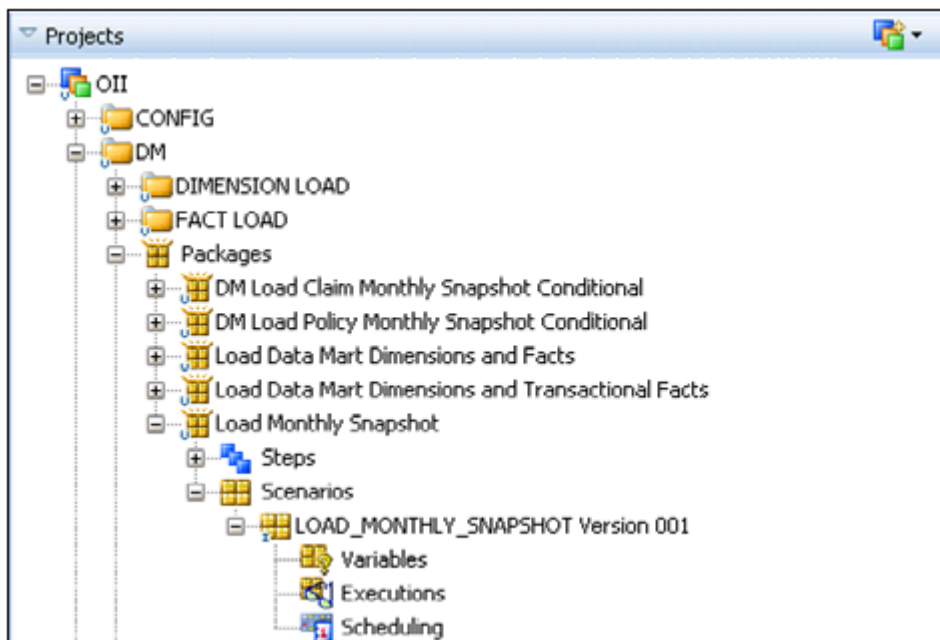 Projects
OII
CONFIG
DM
DIMENSION LOAD
FACT LOAD
Packages
DM Load Claim Monthly Snapshot Conditional
DM Load Policy Monthly Snapshot Conditional
Load Data Mart Dimensions and Facts
Load Data Mart Dimensions and Transactional Facts
Load Monthly Snapshot
Steps
Scenarios
LOAD_MONTHLY_SNAPSHOT Version 001
Variables
Executions
Scheduling